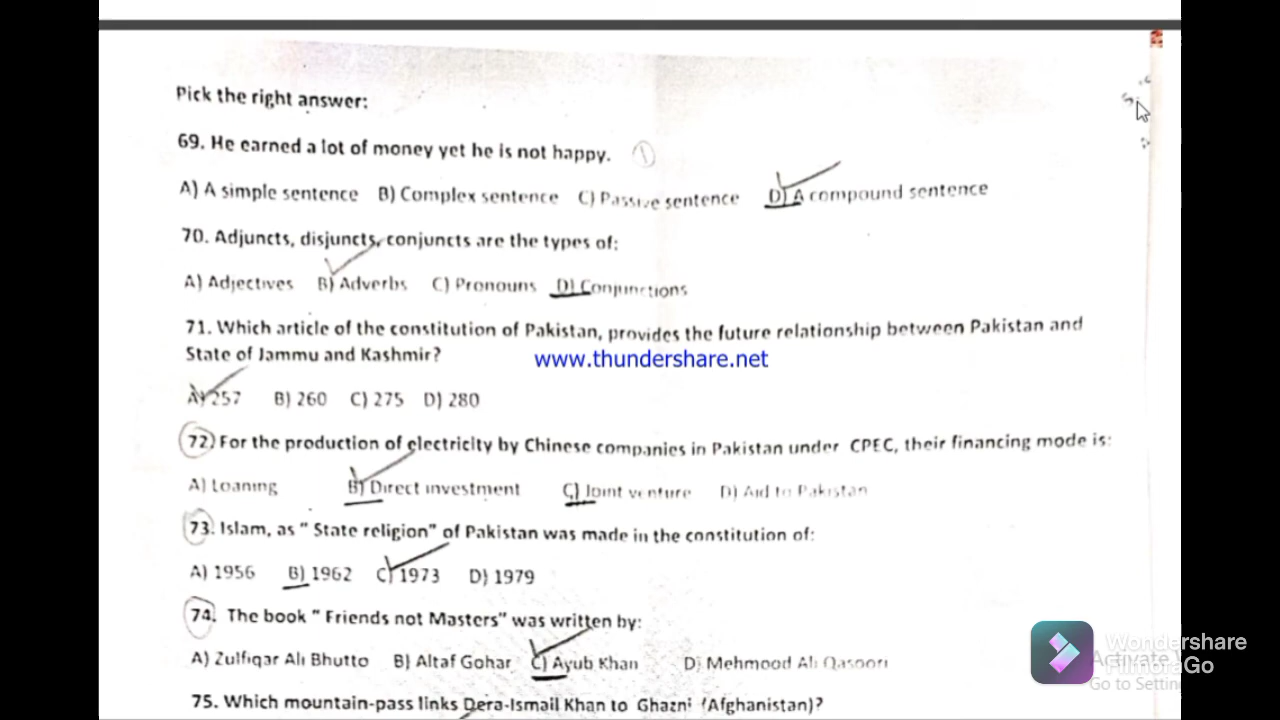 Pick the right answer:
69. He earned a lot of money yet he is not happy.
A) A simple sentence B) Complex sentence C) Passive sentence D) A compound sentence
70. Adjuncts, disjuncts, conjuncts are the types of:
A) Adjectives B) Adverbs C) Pronouns D) Conjunctions
71. Which article of the constitution of Pakistan, provides the future relationship between Pakistan and
State of Jammu and Kashmir?
www.thundershare.net
A) 257 B) 260 C) 275 D) 280
72. For the production of electricity by Chinese companies in Pakistan under CPEC, their financing mode is:
A) Loaning B) Direct investment C) Joint venture D) Aid to Pakistan
73. Islam, as " State religion" of Pakistan was made in the constitution of:
A) 1956 B) 1962 C) 1973 D) 1979
74. The book " Friends not Masters" was written by:
A) Zulfiqar Ali Bhutto B) Altaf Gohar C) Ayub Khan D) Mehmood Ali Qasoori
Wondershare
FilmoraGo
Activate
Go to Settin
75. Which mountain-pass links Dera-Ismail Khan to Ghazni (Afghanistan)?